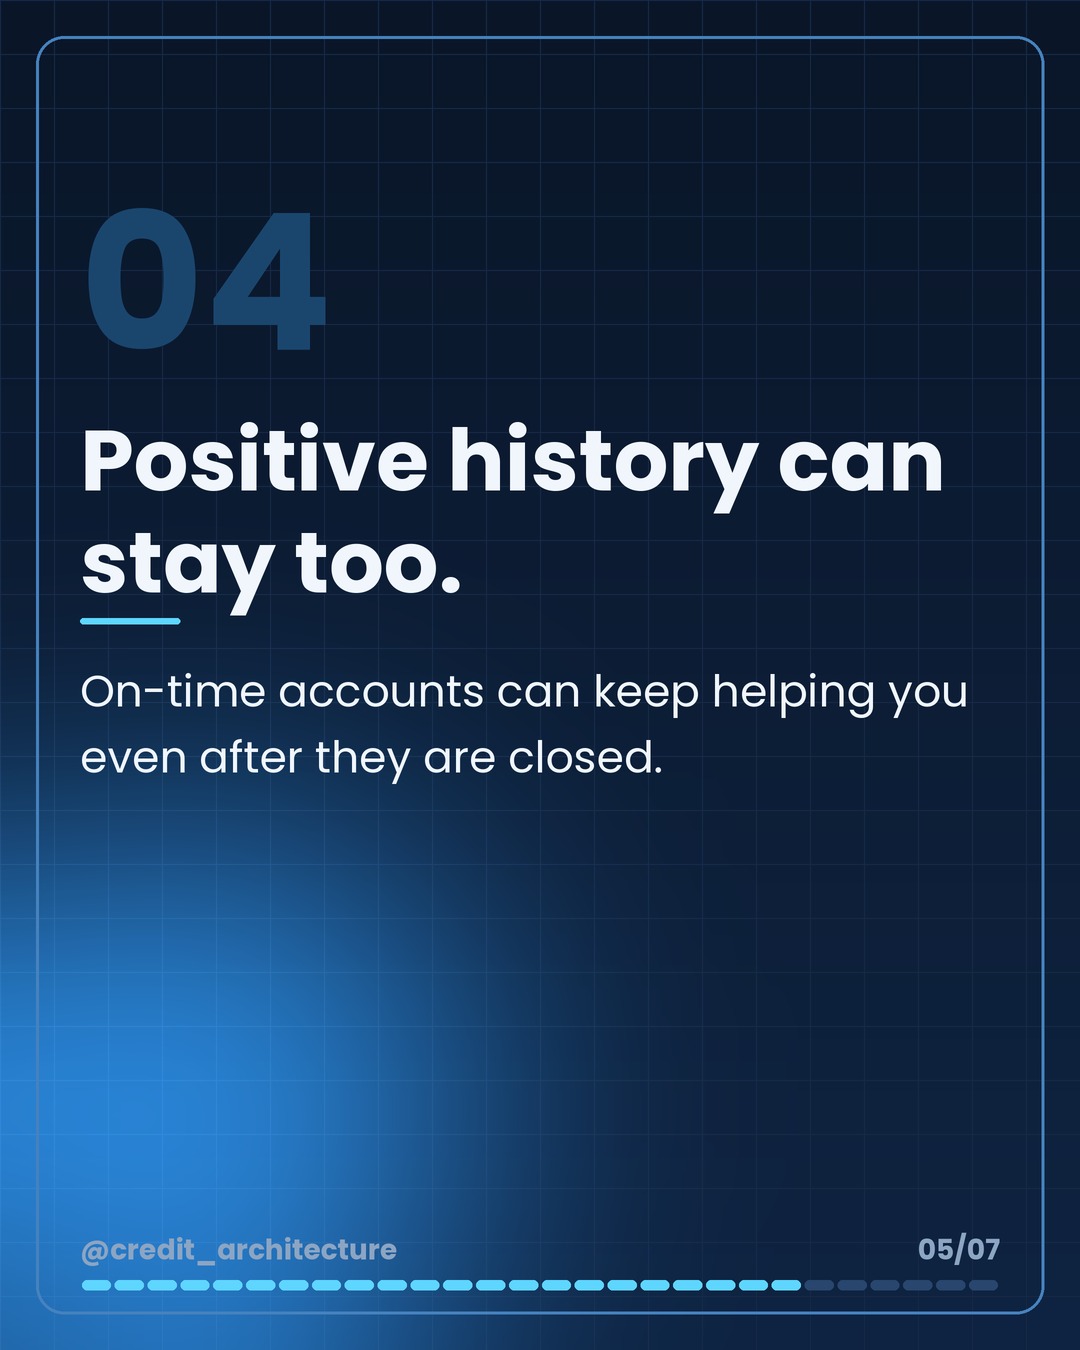 04
Positive history can
stay too.
On-time accounts can keep helping you
even after they are closed.
@credit_architecture
05/07